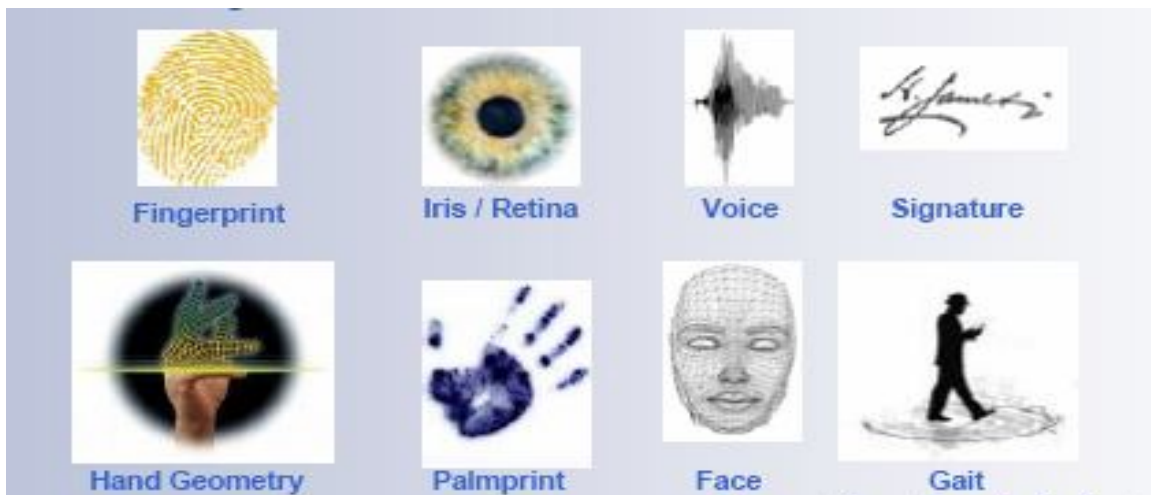 Fingerprint
Iris / Retina
Voice
Signature
Hand Geometry
Palmprint
Face
Gait